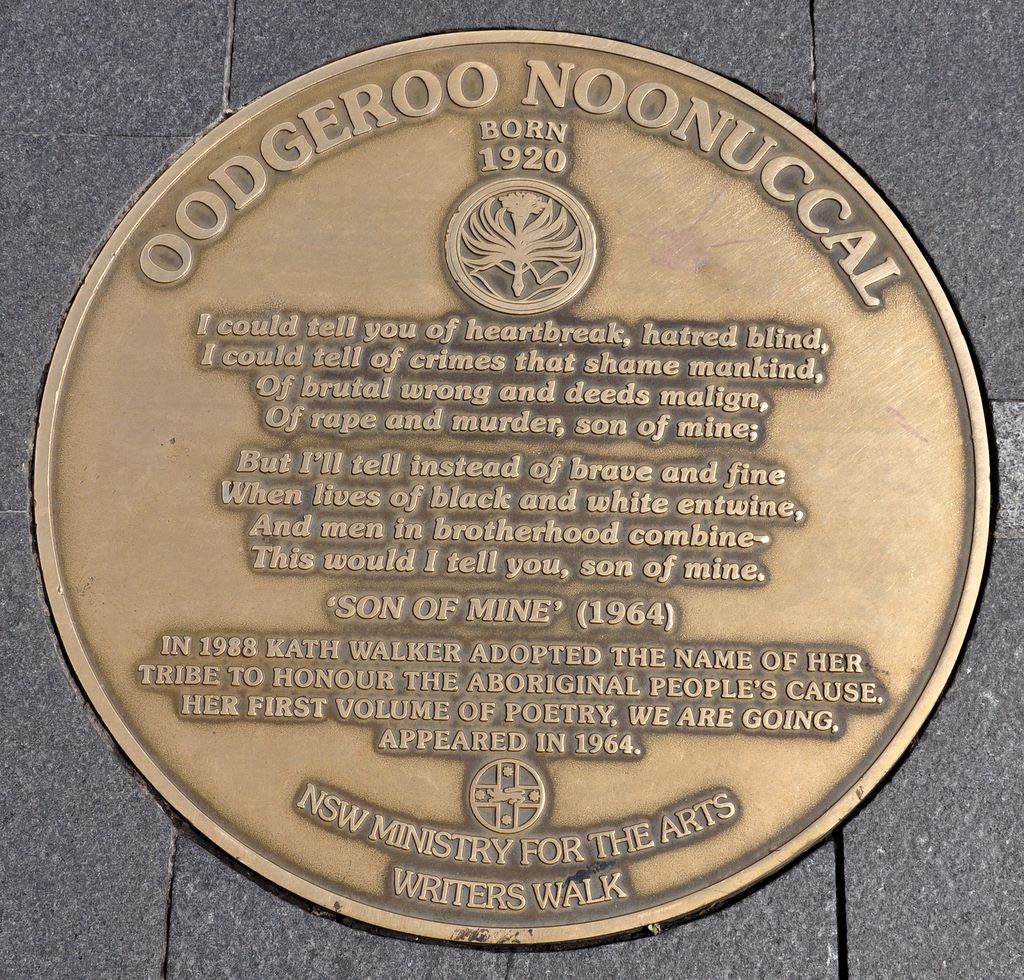 OODGEROO NOONUCCAL
BORN
1920
I could tell you of heartbreak, hatred blind,
I could tell of crimes that shame mankind,
Of brutal wrong and deeds malign,
Of rape and murder, son of mine;
But I'll tell instead of brave and fine
When lives of black and white entwine,
And men in brotherhood combine-
This would I tell you, son of mine.
'SON OF MINE' (1964)
IN 1988 KATH WALKER ADOPTED THE NAME OF HER
TRIBE TO HONOUR THE ABORIGINAL PEOPLE'S CAUSE.
HER FIRST VOLUME OF POETRY, WE ARE GOING,
APPEARED IN 1964.
NSW MINISTRY FOR THE ARTS
WRITERS WALK